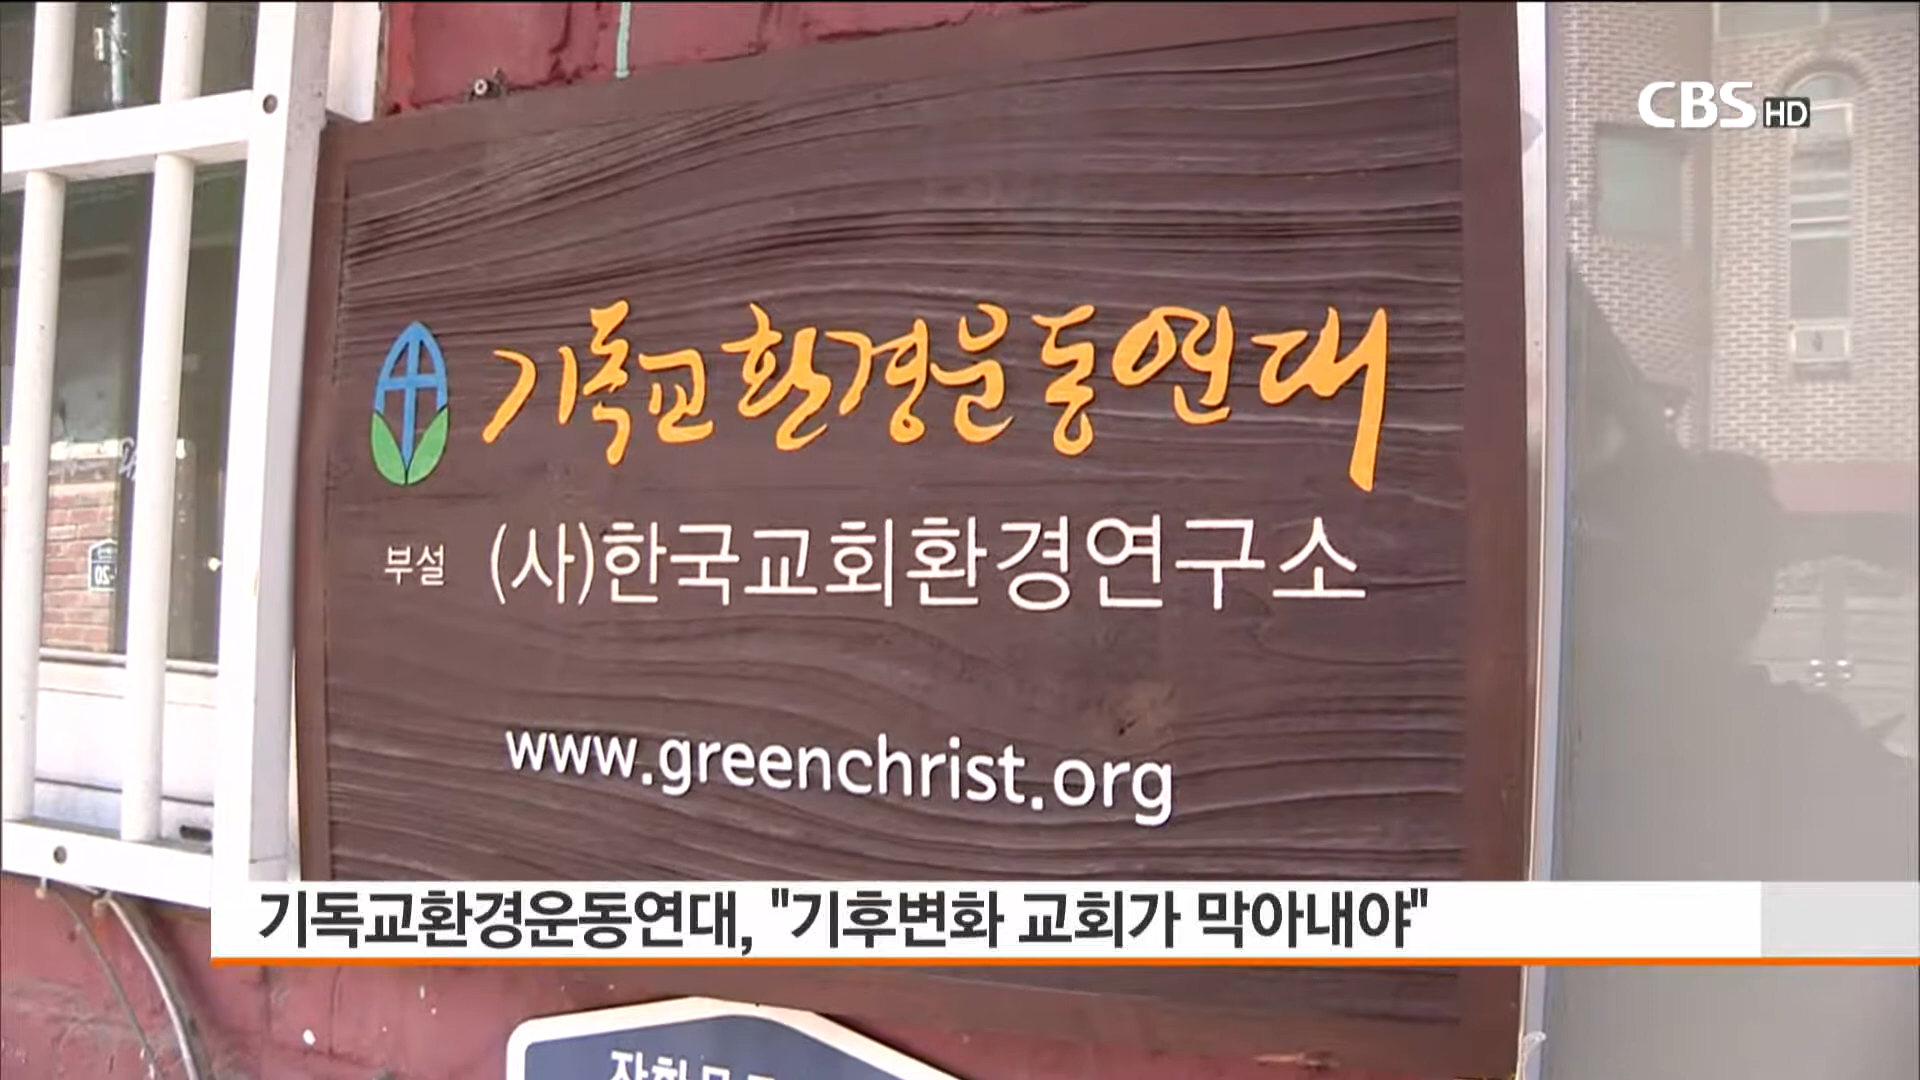 CBS HD
기독교환경운동연대
부설 (사)한국교회환경연구소
www.greenchrist.org
기독교환경운동연대, "기후변화 교회가 막아내야"